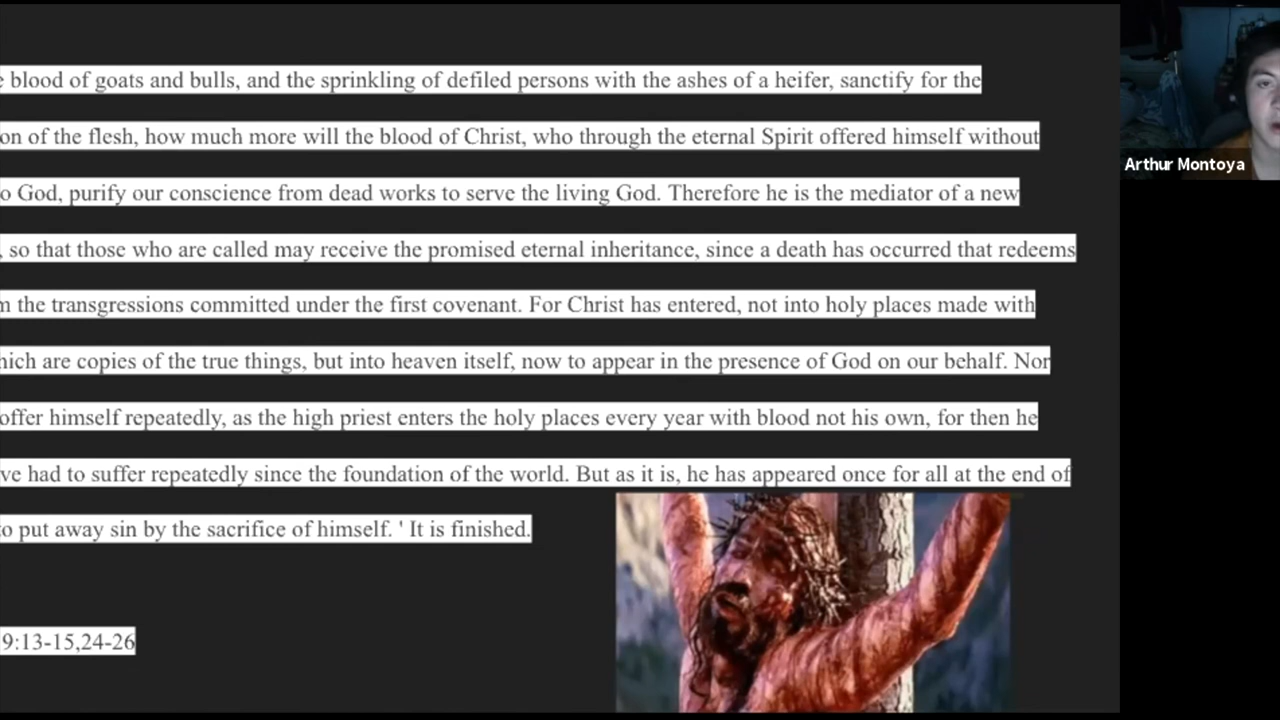 blood of goats and bulls, and the sprinkling of defiled persons with the ashes of a heifer, sanctify for the
on of the flesh, how much more will the blood of Christ, who through the eternal Spirit offered himself without
o God, purify our conscience from dead works to serve the living God. Therefore he is the mediator of a new
, so that those who are called may receive the promised eternal inheritance, since a death has occurred that redeems
the transgressions committed under the first covenant. For Christ has entered, not into holy places made with
hich are copies of the true things, but into heaven itself, now to appear in the presence of God on our behalf. Nor
offer himself repeatedly, as the high priest enters the holy places every year with blood not his own, for then he
ve had to suffer repeatedly since the foundation of the world. But as it is, he has appeared once for all at the end of
to put away sin by the sacrifice of himself. ' It is finished.
9:13-15,24-26
Arthur Montoya